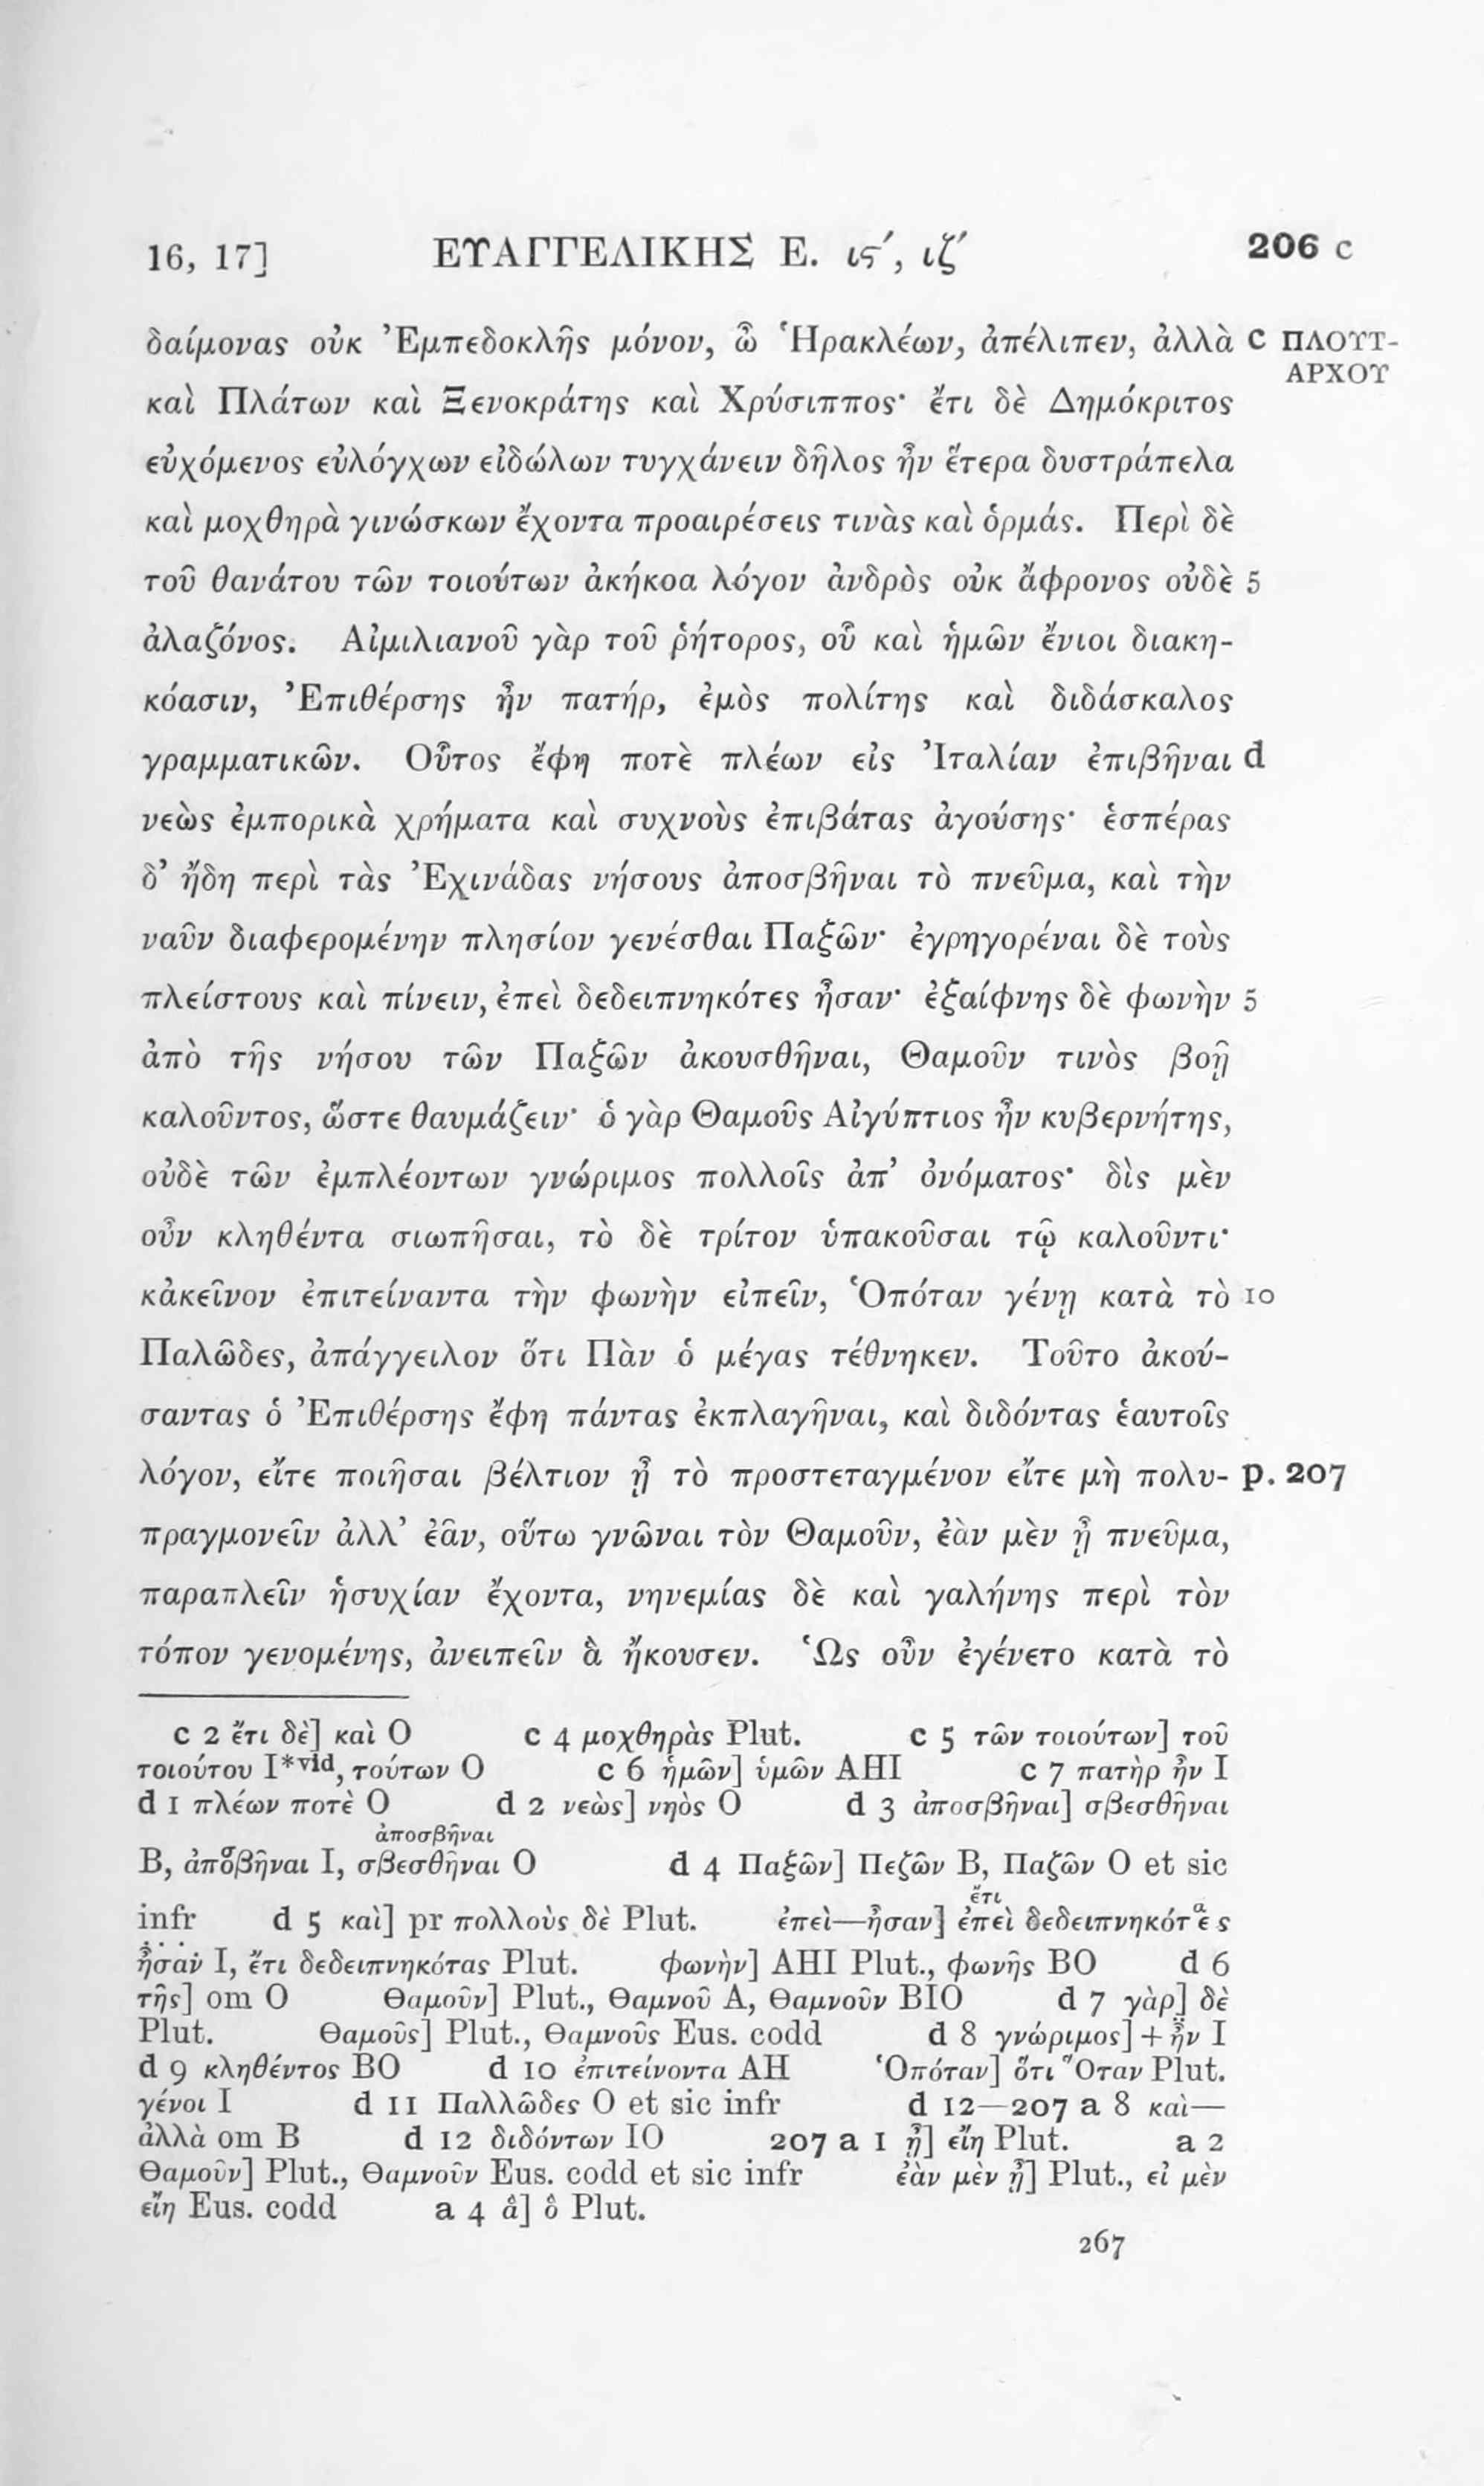 16, 17] ΕΥΑΓΓΕΛΙΚΗΣ Ε. ιϛ´, ιζ´ 206 c
δαίμονας οὐκ Ἐμπεδοκλῆς μόνον, ὦ Ἡρακλέων, ἀπέλιπεν, ἀλλὰ c ΠΛΟΥΤ-
ΑΡΧΟΥ
καὶ Πλάτων καὶ Ξενοκράτης καὶ Χρύσιππος· ἔτι δὲ Δημόκριτος
εὐχόμενος εὐλόγχων εἰδώλων τυγχάνειν δῆλος ἦν ἕτερα δυστράπελα
καὶ μοχθηρὰ γινώσκων ἔχοντα προαιρέσεις τινὰς καὶ ὁρμάς. Περὶ δὲ
τοῦ θανάτου τῶν τοιούτων ἀκήκοα λόγον ἀνδρὸς οὐκ ἄφρονος οὐδὲ 5
ἀλαζόνος. Αἰμιλιανοῦ γὰρ τοῦ ῥήτορος, οὗ καὶ ἡμῶν ἔνιοι διακη-
κόασιν, Ἐπιθέρσης ἦν πατήρ, ἐμὸς πολίτης καὶ διδάσκαλος
γραμματικῶν. Οὗτος ἔφη ποτὲ πλέων εἰς Ἰταλίαν ἐπιβῆναι d
νεὼς ἐμπορικὰ χρήματα καὶ συχνοὺς ἐπιβάτας ἀγούσης· ἑσπέρας
δ’ ἤδη περὶ τὰς Ἐχινάδας νήσους ἀποσβῆναι τὸ πνεῦμα, καὶ τὴν
ναῦν διαφερομένην πλησίον γενέσθαι Παξῶν· ἐγρηγορέναι δὲ τοὺς
πλείστους καὶ πίνειν, ἐπεὶ δεδειπνηκότες ἦσαν· ἐξαίφνης δὲ φωνὴν 5
ἀπὸ τῆς νήσου τῶν Παξῶν ἀκουσθῆναι, Θαμοῦν τινὸς βοῇ
καλοῦντος, ὥστε θαυμάζειν· ὁ γὰρ Θαμοῦς Αἰγύπτιος ἦν κυβερνήτης,
οὐδὲ τῶν ἐμπλέοντων γνώριμος πολλοῖς ἀπ’ ὀνόματος· δὶς μὲν
οὖν κληθέντα σιωπῆσαι, τὸ δὲ τρίτον ὑπακοῦσαι τῷ καλοῦντι·
κἀκεῖνον ἐπιτείναντα τὴν φωνὴν εἰπεῖν, Ὁπόταν γένῃ κατὰ τὸ 10
Παλῶδες, ἀπάγγειλον ὅτι Πὰν ὁ μέγας τέθνηκεν. Τοῦτο ἀκού-
σαντας ὁ Ἐπιθέρσης ἔφη πάντας ἐκπλαγῆναι, καὶ διδόντας ἑαυτοῖς
λόγον, εἴτε ποιῆσαι βέλτιον ᾖ τὸ προστεταγμένον εἴτε μὴ πολυ- p. 207
πραγμονεῖν ἀλλ’ ἐᾶν, οὕτω γνῶναι τὸν Θαμοῦν, ἐὰν μὲν ᾖ πνεῦμα,
παραπλεῖν ἡσυχίαν ἔχοντα, νηνεμίας δὲ καὶ γαλήνης περὶ τὸν
τόπον γενομένης, ἀνειπεῖν ἃ ἤκουσεν. Ὡς οὖν ἐγένετο κατὰ τὸ
c 2 ἔτι δὲ] καὶ O c 4 μοχθηρὰς Plut. c 5 τῶν τοιούτων] τοῦ
τοιούτου I*vid, τούτων O c 6 ἡμῶν] ὑμῶν AHI c 7 πατὴρ ἦν I
d 1 πλέων ποτὲ O d 2 νεὼς] νηὸς O d 3 ἀποσβῆναι] σβεσθῆναι
ἀποσβῆναι
B, I, σβεσθῆναι O d 4 Παξῶν] Πεζῶν B, Παζῶν O et sic
ἔτι
infr d 5 καὶ] pr πολλοὺς δὲ Plut. ἐπεὶ—ἦσαν] ἐπεὶ δεδειπνηκότες
ἦσαν I, ἔτι δεδειπνηκότας Plut. φωνὴν] AHI Plut., φωνῆς BO d 6
τῆς] om O Θαμοῦν] Plut., Θαμνοῦ A, Θαμνοῦν BIO d 7 γὰρ] δὲ
Plut. Θαμοῦς] Plut., Θαμνοῦς Eus. codd d 8 γνώριμος] + ἦν I
d 9 κληθέντος BO d 10 ἐπιτείνοντα AH Ὁπόταν] ὅτι Ὅταν Plut.
γένοι I d 11 Παλλῶδες O et sic infr d 12—207 a 8 καὶ—
ἀλλὰ om B d 12 διδόντων IO 207 a 1 ᾖ] εἴη Plut. a 2
Θαμοῦν] Plut., Θαμνοῦν Eus. codd et sic infr ἐὰν μὲν ᾖ] Plut., εἰ μὲν
εἴη Eus. codd a 4 ἃ] ὃ Plut.
267